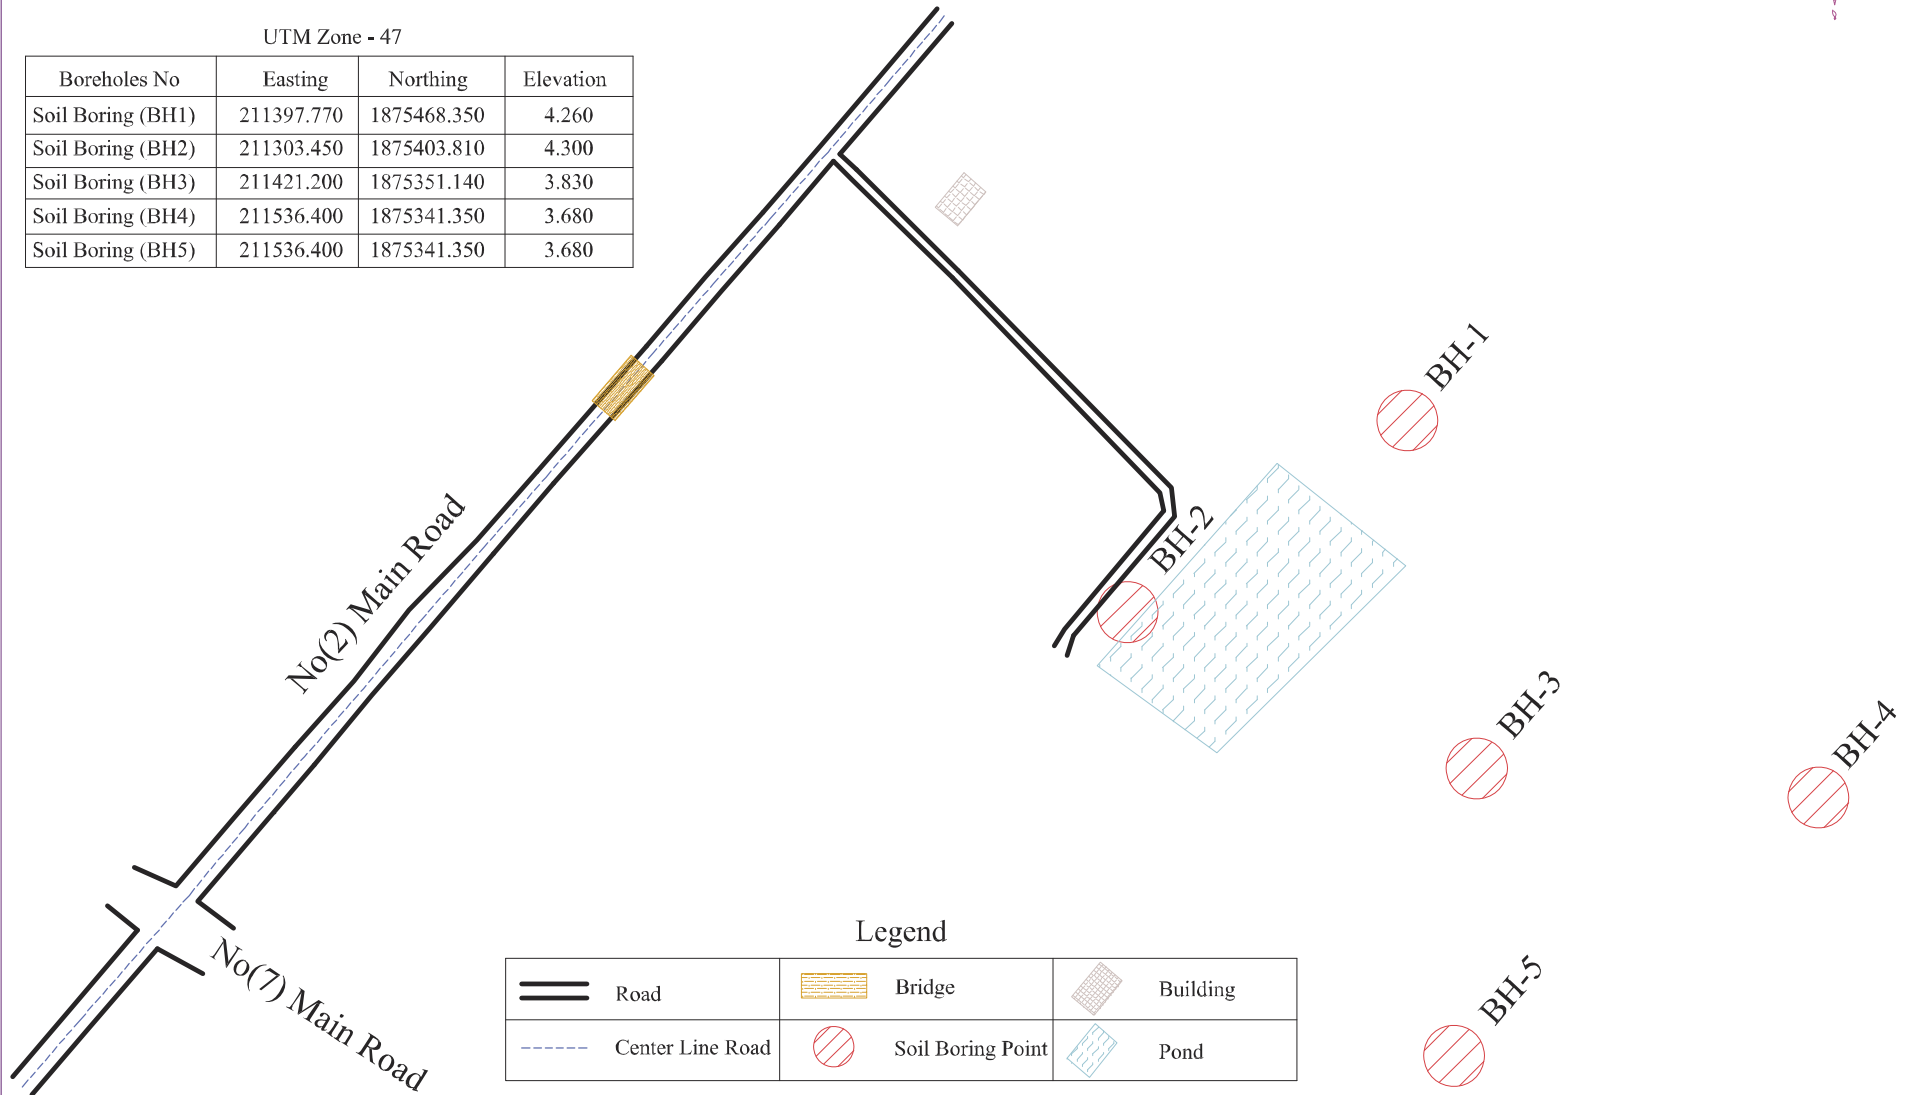 UTM Zone - 47
Boreholes No Easting Northing Elevation
Soil Boring (BH1) 211397.770 1875468.350 4.260
Soil Boring (BH2) 211303.450 1875403.810 4.300
Soil Boring (BH3) 211421.200 1875351.140 3.830
Soil Boring (BH4) 211536.400 1875341.350 3.680
Soil Boring (BH5) 211536.400 1875341.350 3.680
BH-1
No(2) Main Road
BH-2
BH-3
BH-4
No(7) Main Road
BH-5
Legend
Road Bridge Building
Center Line Road Soil Boring Point Pond